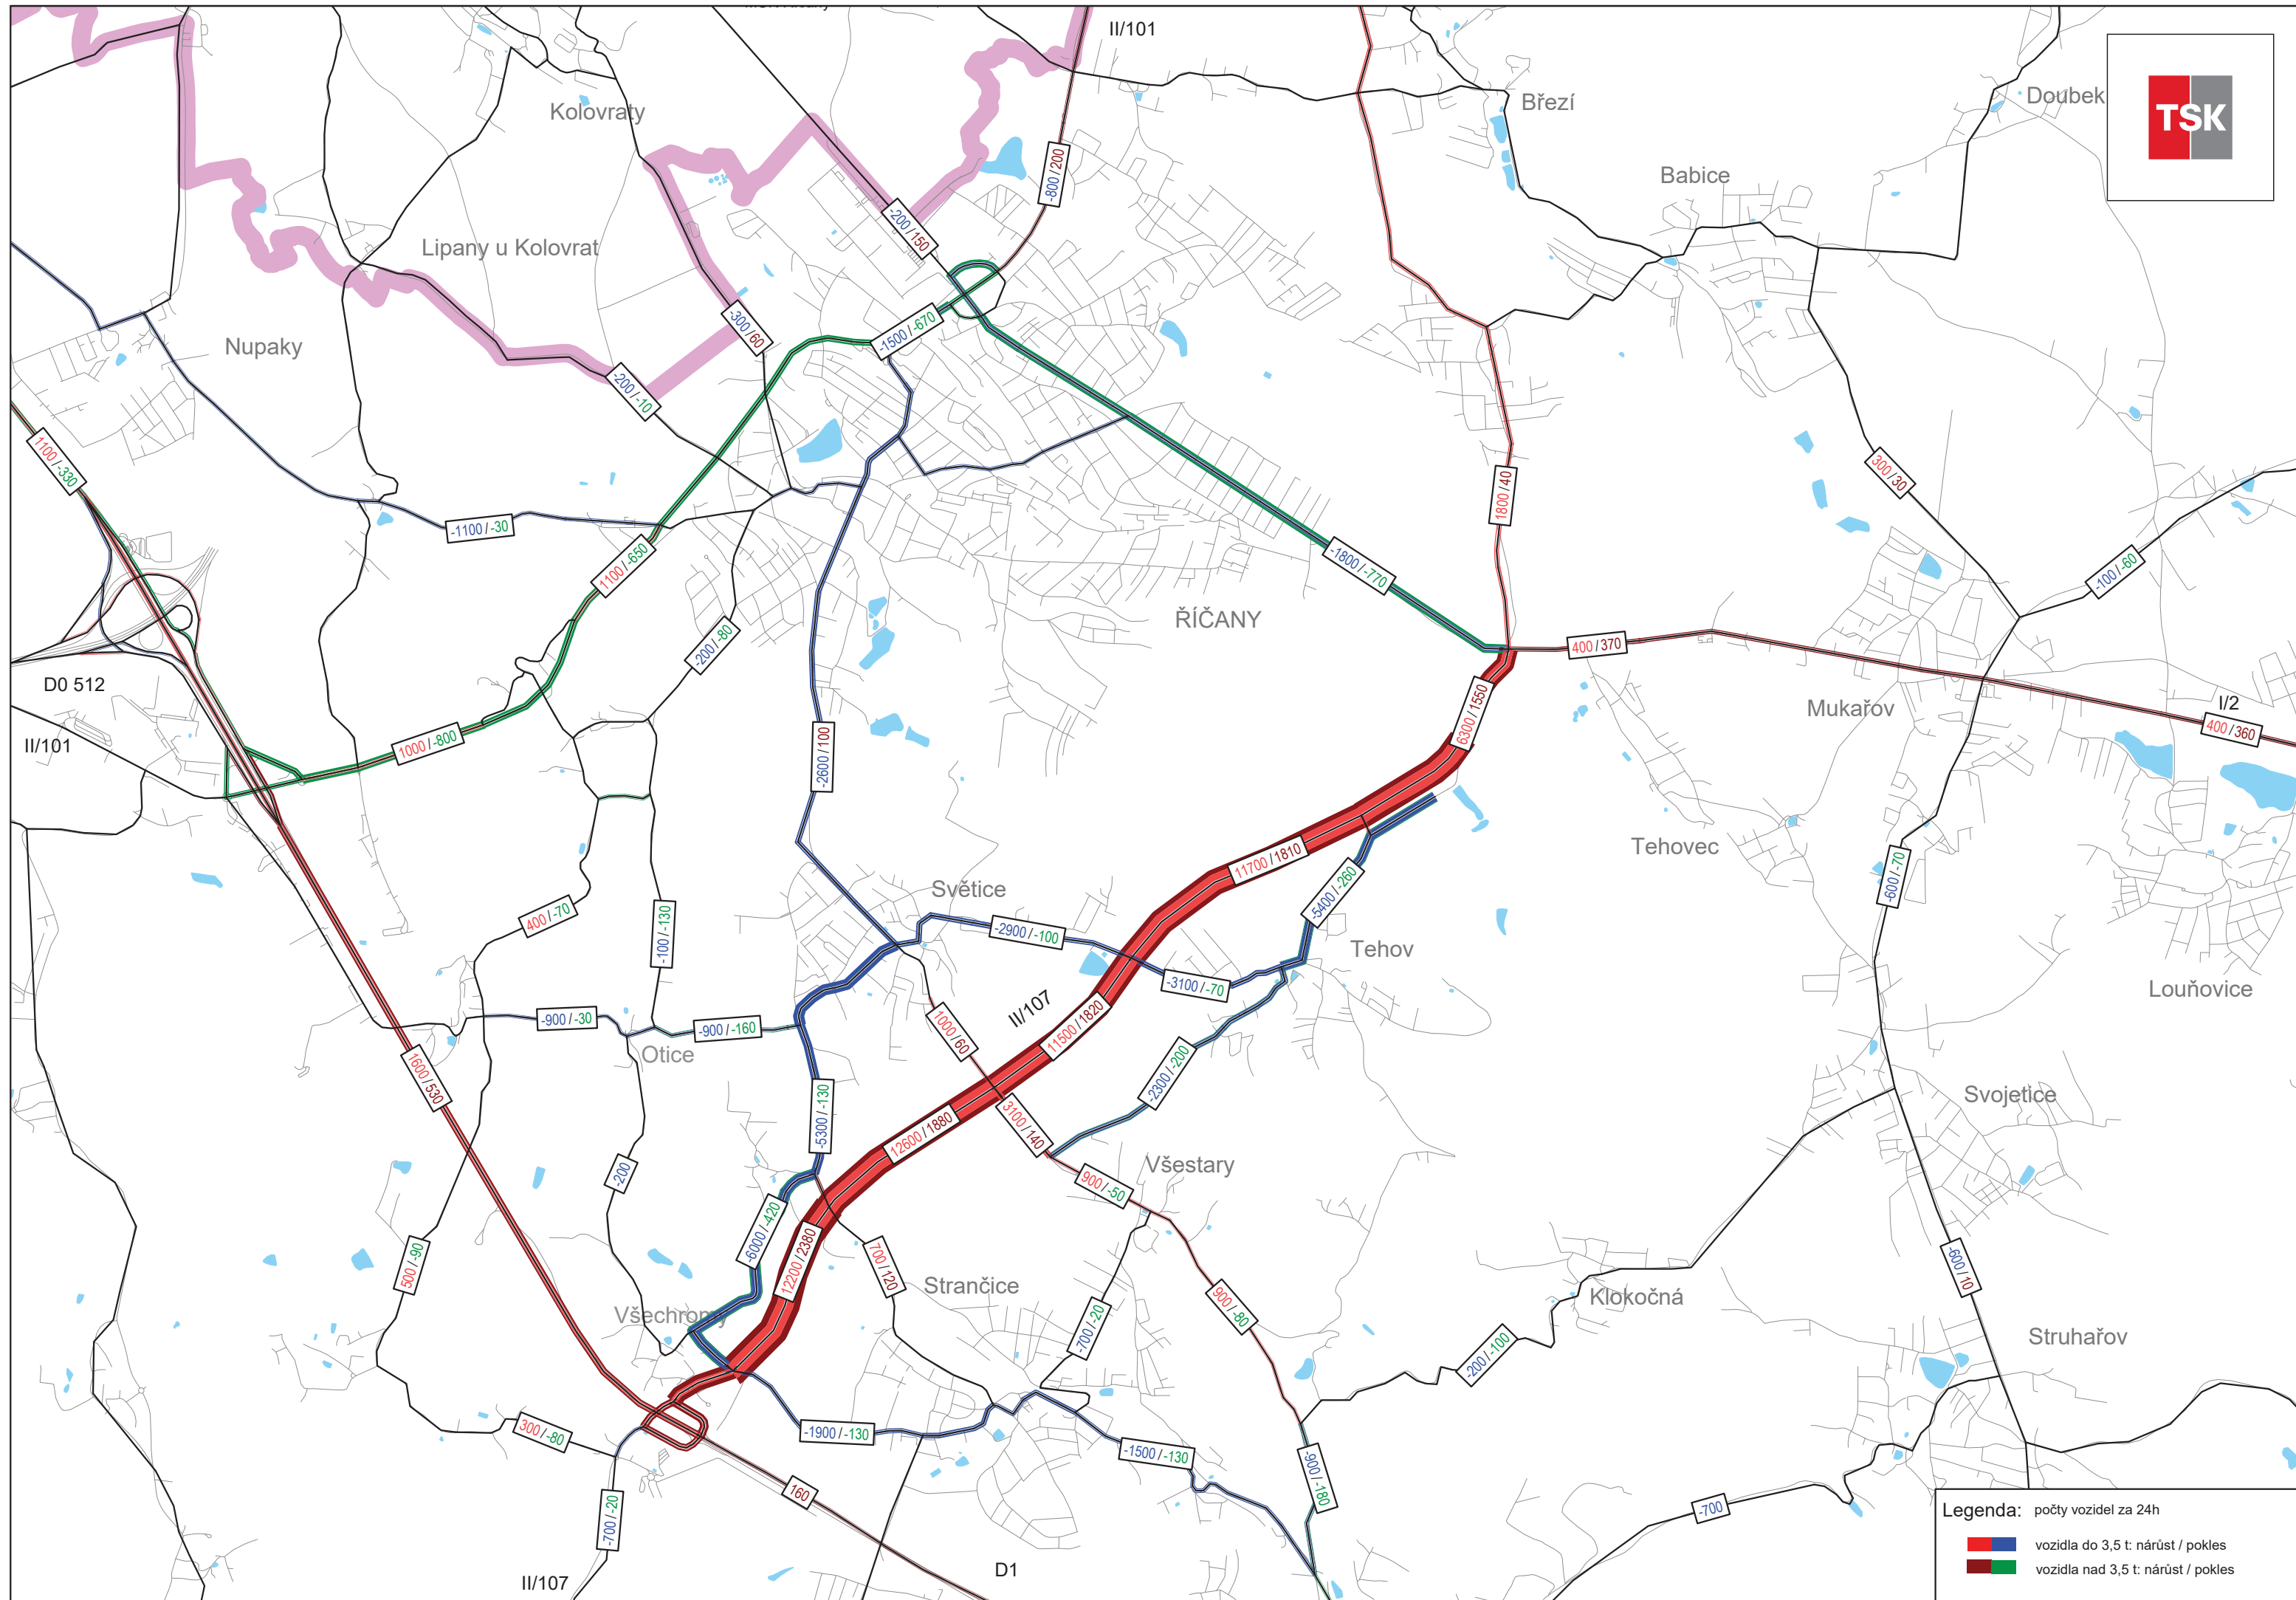 II/101
TSK
Březí
Doubek
Kolovraty
Babice
-800/200
Lipany u Kolovrat
-200/150
-300/60
-1500/-670
Nupaky
-200/-10
1100/-330
300/30
1800/40
-1100/-30
1100/-650
-1800/-770
-100/-60
ŘÍČANY
-200/-80
400/370
D0 512
6300/1550
Mukařov
I/2
400/360
II/101
1000/-800
-2600/100
Tehovec
11700/1810
-600/-70
-5400/-260
Světice
400/-70
-100/-130
-2900/-100
Tehov
-3100/-70
Louňovice
II/107
-900/-30
-900/-160
1000/60
11500/1820
Otice
1600/530
-2300/-200
Svojetice
-5300/-130
12600/1880
3100/140
-200
Všestary
900/-50
-6000/-420
12200/2380
500/-90
700/120
-600/10
Strančice
Klokočná
900/-80
Všechromy
-700/-20
Struhařov
-200/-100
300/-80
-1900/-130
-1500/-130
-900/-180
160
-700/-20
-700
Legenda: počty vozidel za 24h
vozidla do 3,5 t: nárůst / pokles
vozidla nad 3,5 t: nárůst / pokles
II/107
D1